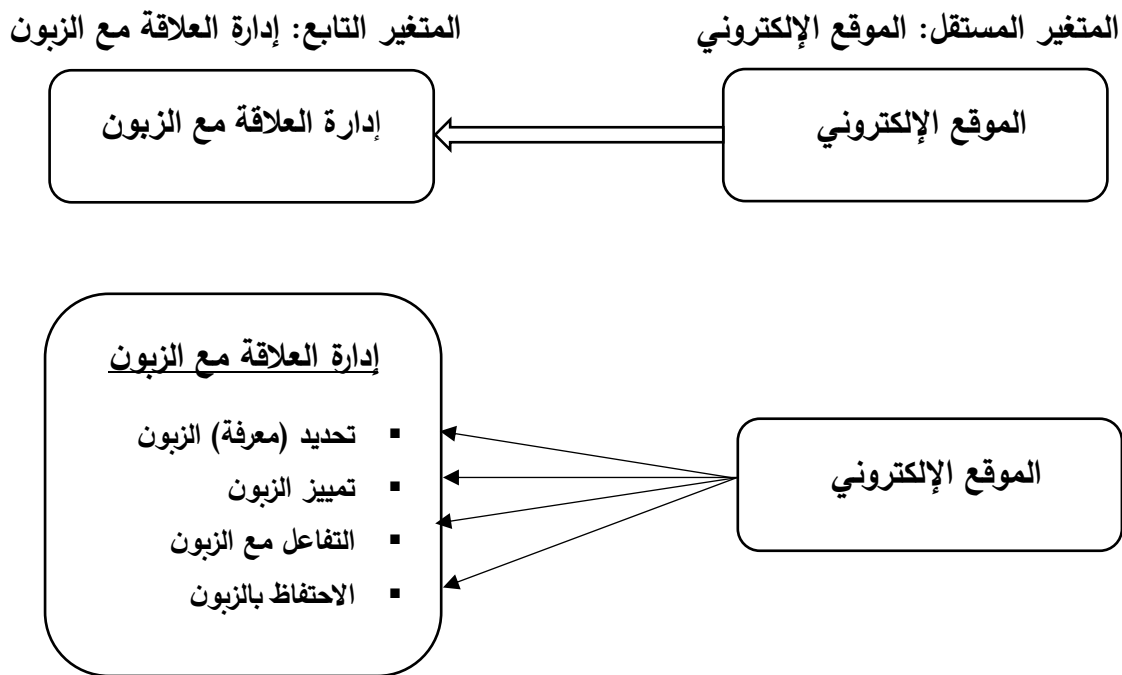 المتغير المستقل: الموقع الإلكتروني
المتغير التابع: إدارة العلاقة مع الزبون
الموقع الإلكتروني
إدارة العلاقة مع الزبون
إدارة العلاقة مع الزبون
▪ تحديد (معرفة) الزبون
▪ تمييز الزبون
▪ التفاعل مع الزبون
▪ الاحتفاظ بالزبون
الموقع الإلكتروني